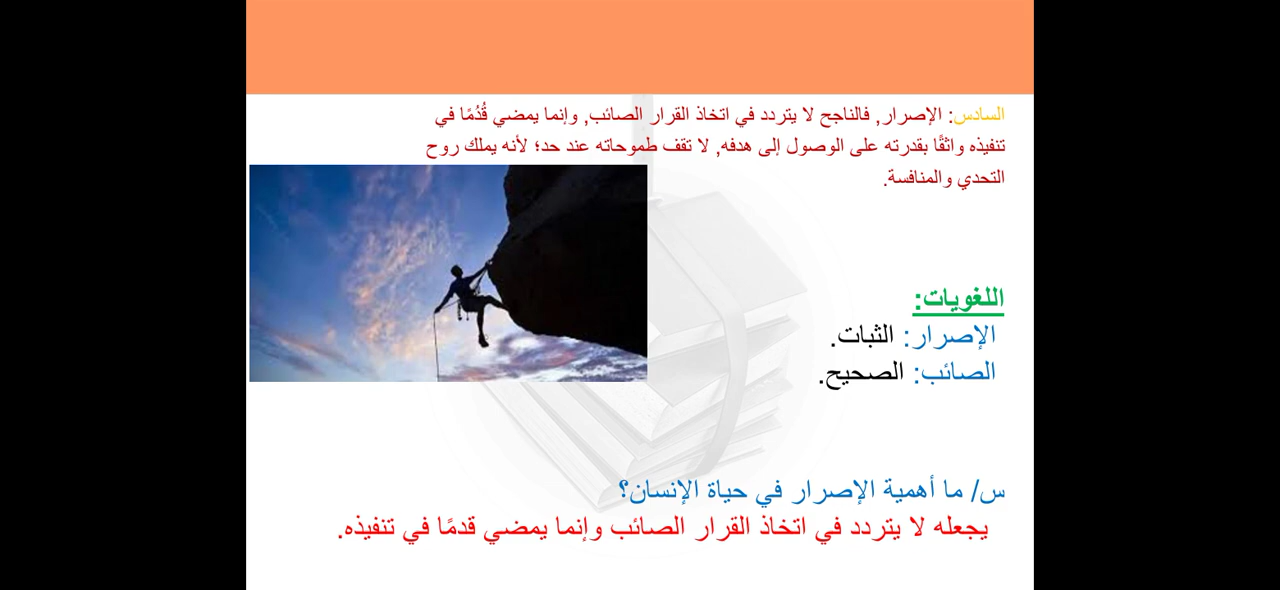 السادس: الإصرار, فالناجح لا يتردد في اتخاذ القرار الصائب, وإنما يمضي قُدُمًا في
تنفيذه واثقًا بقدرته على الوصول إلى هدفه, لا تقف طموحاته عند حد؛ لأنه يملك روح
التحدي والمنافسة.
اللغويات:
الإصرار: الثبات.
الصائب: الصحيح.
س/ ما أهمية الإصرار في حياة الإنسان؟
يجعله لا يتردد في اتخاذ القرار الصائب وإنما يمضي قدمًا في تنفيذه.